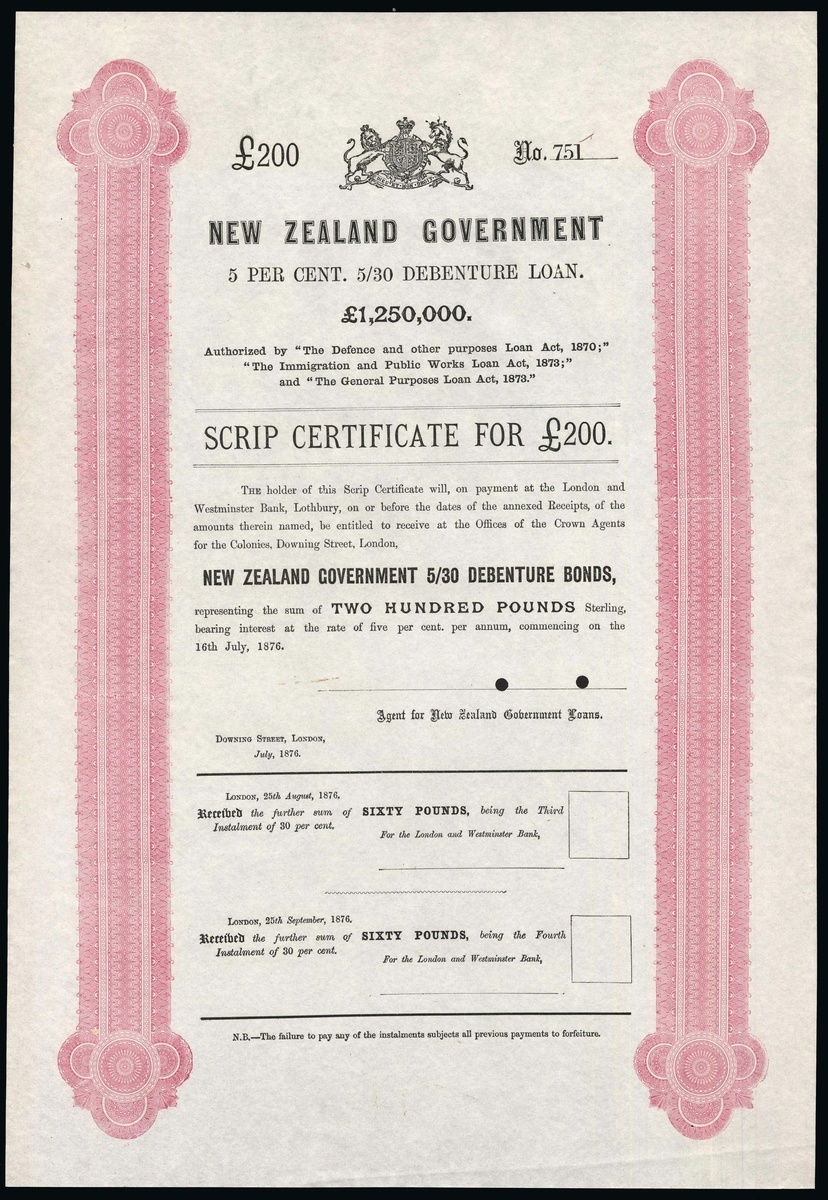 £200
No. 751
NEW ZEALAND GOVERNMENT
5 PER CENT. 5/30 DEBENTURE LOAN.
£1,250,000.
Authorized by "The Defence and other purposes Loan Act, 1870;"
"The Immigration and Public Works Loan Act, 1873;"
and "The General Purposes Loan Act, 1873."
SCRIP CERTIFICATE FOR £200.
THE holder of this Scrip Certificate will, on payment at the London and
Westminster Bank, Lothbury, on or before the dates of the annexed Receipts, of the
amounts therein named, be entitled to receive at the Offices of the Crown Agents
for the Colonies, Downing Street, London,
NEW ZEALAND GOVERNMENT 5/30 DEBENTURE BONDS,
representing the sum of TWO HUNDRED POUNDS Sterling,
bearing interest at the rate of five per cent. per annum, commencing on the
16th July, 1876.
Agent for New Zealand Government Loans.
DOWNING STREET, LONDON,
July, 1876.
LONDON, 25th August, 1876.
Received the further sum of SIXTY POUNDS, being the Third
Instalment of 30 per cent.
For the London and Westminster Bank,
LONDON, 25th September, 1876.
Received the further sum of SIXTY POUNDS, being the Fourth
Instalment of 30 per cent.
For the London and Westminster Bank,
N.B.—The failure to pay any of the instalments subjects all previous payments to forfeiture.